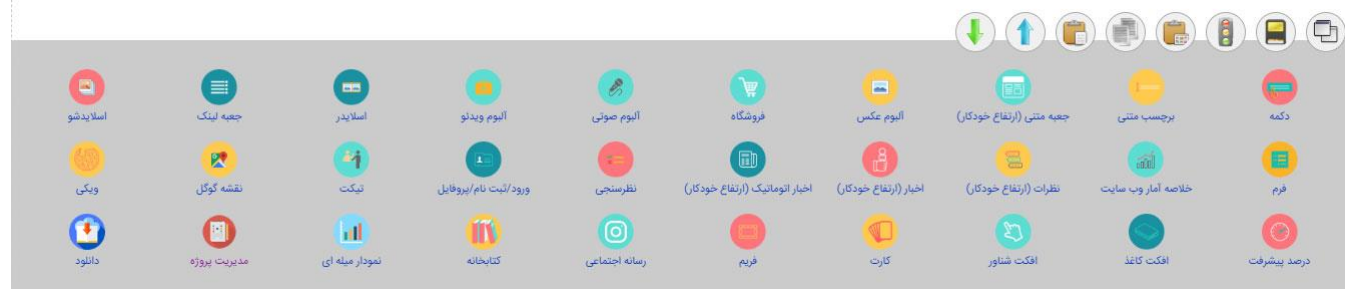 دکمه برچسب متنی جعبه متنی (ارتفاع خودکار) آلبوم عکس فروشگاه آلبوم صوتی آلبوم ویدئو اسلایدر جعبه لینک اسلایدشو
فرم خلاصه آمار وب سایت نظرات (ارتفاع خودکار) اخبار (ارتفاع خودکار) اخبار اتوماتیک (ارتفاع خودکار) نظرسنجی ورود/ثبت نام/پروفایل تیکت نقشه گوگل ویکی
درصد پیشرفت افکت کاغذ افکت شناور کارت فریم رسانه اجتماعی کتابخانه نمودار میله ای مدیریت پروژه دانلود